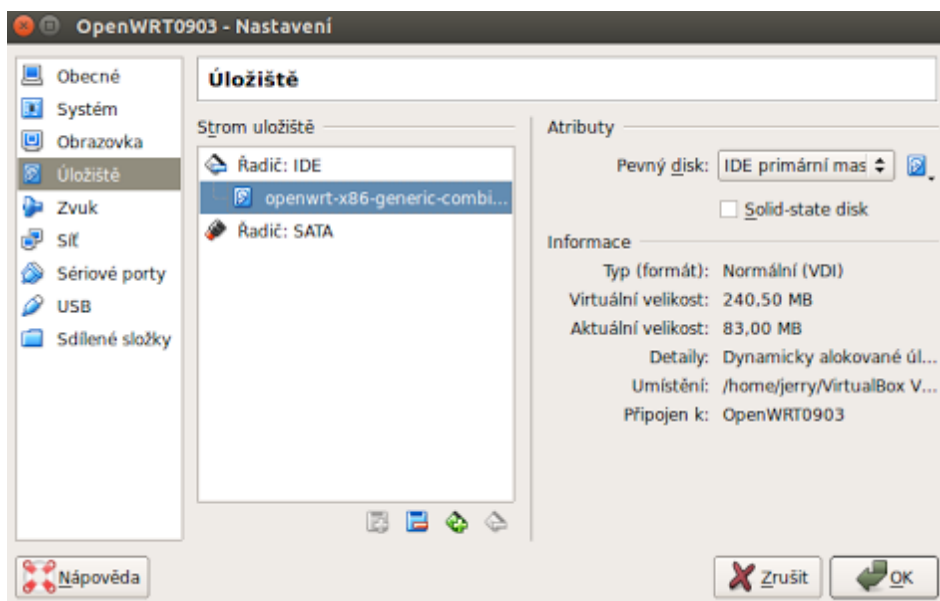 OpenWRT0903 - Nastavení
Obecné
Systém
Obrazovka
Úložiště
Zvuk
Síť
Sériové porty
USB
Sdílené složky
Úložiště
Strom uložiště
Řadič: IDE
openwrt-x86-generic-combi...
Řadič: SATA
Atributy
Pevný disk: IDE primární mas
Solid-state disk
Informace
Typ (formát): Normální (VDI)
Virtuální velikost: 240,50 MB
Aktuální velikost: 83,00 MB
Detaily: Dynamicky alokované úl...
Umístění: /home/jerry/VirtualBox V...
Připojen k: OpenWRT0903
Nápověda
Zrušit
OK